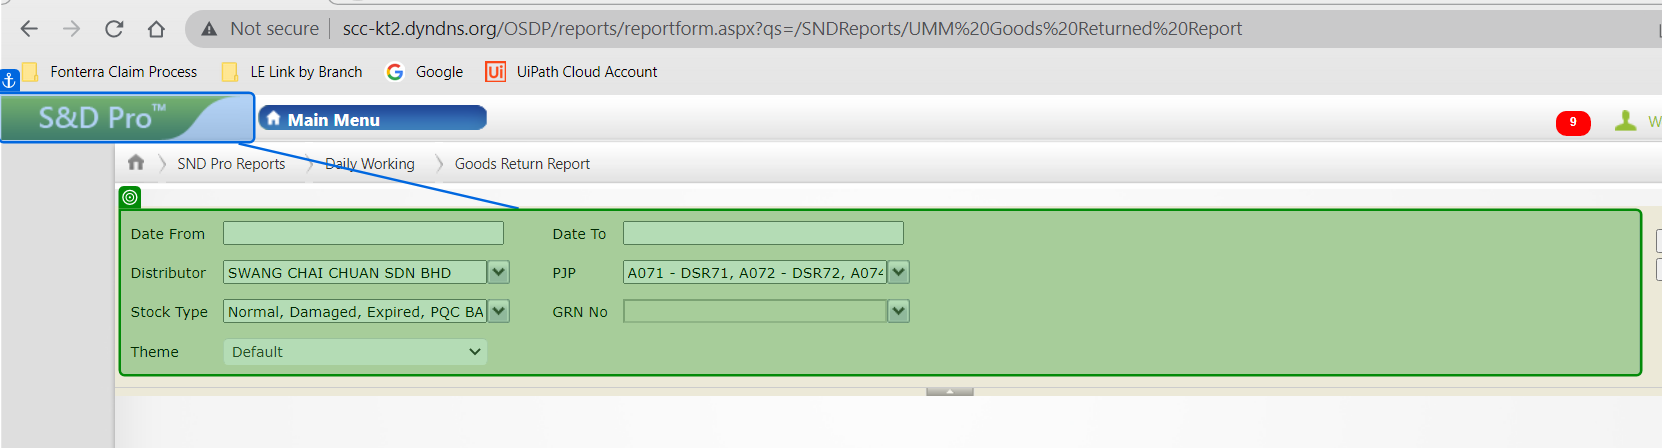 Not secure scc-kt2.dyndns.org/OSDP/reports/reportform.aspx?qs=/SNDReports/UMM%20Goods%20Returned%20Report
Fonterra Claim Process LE Link by Branch Google Ui UiPath Cloud Account
S&D Pro™ Main Menu 9 W
SND Pro Reports Daily Working Goods Return Report
Date From Date To
Distributor SWANG CHAI CHUAN SDN BHD PJP A071 - DSR71, A072 - DSR72, A074
Stock Type Normal, Damaged, Expired, PQC BA GRN No
Theme Default